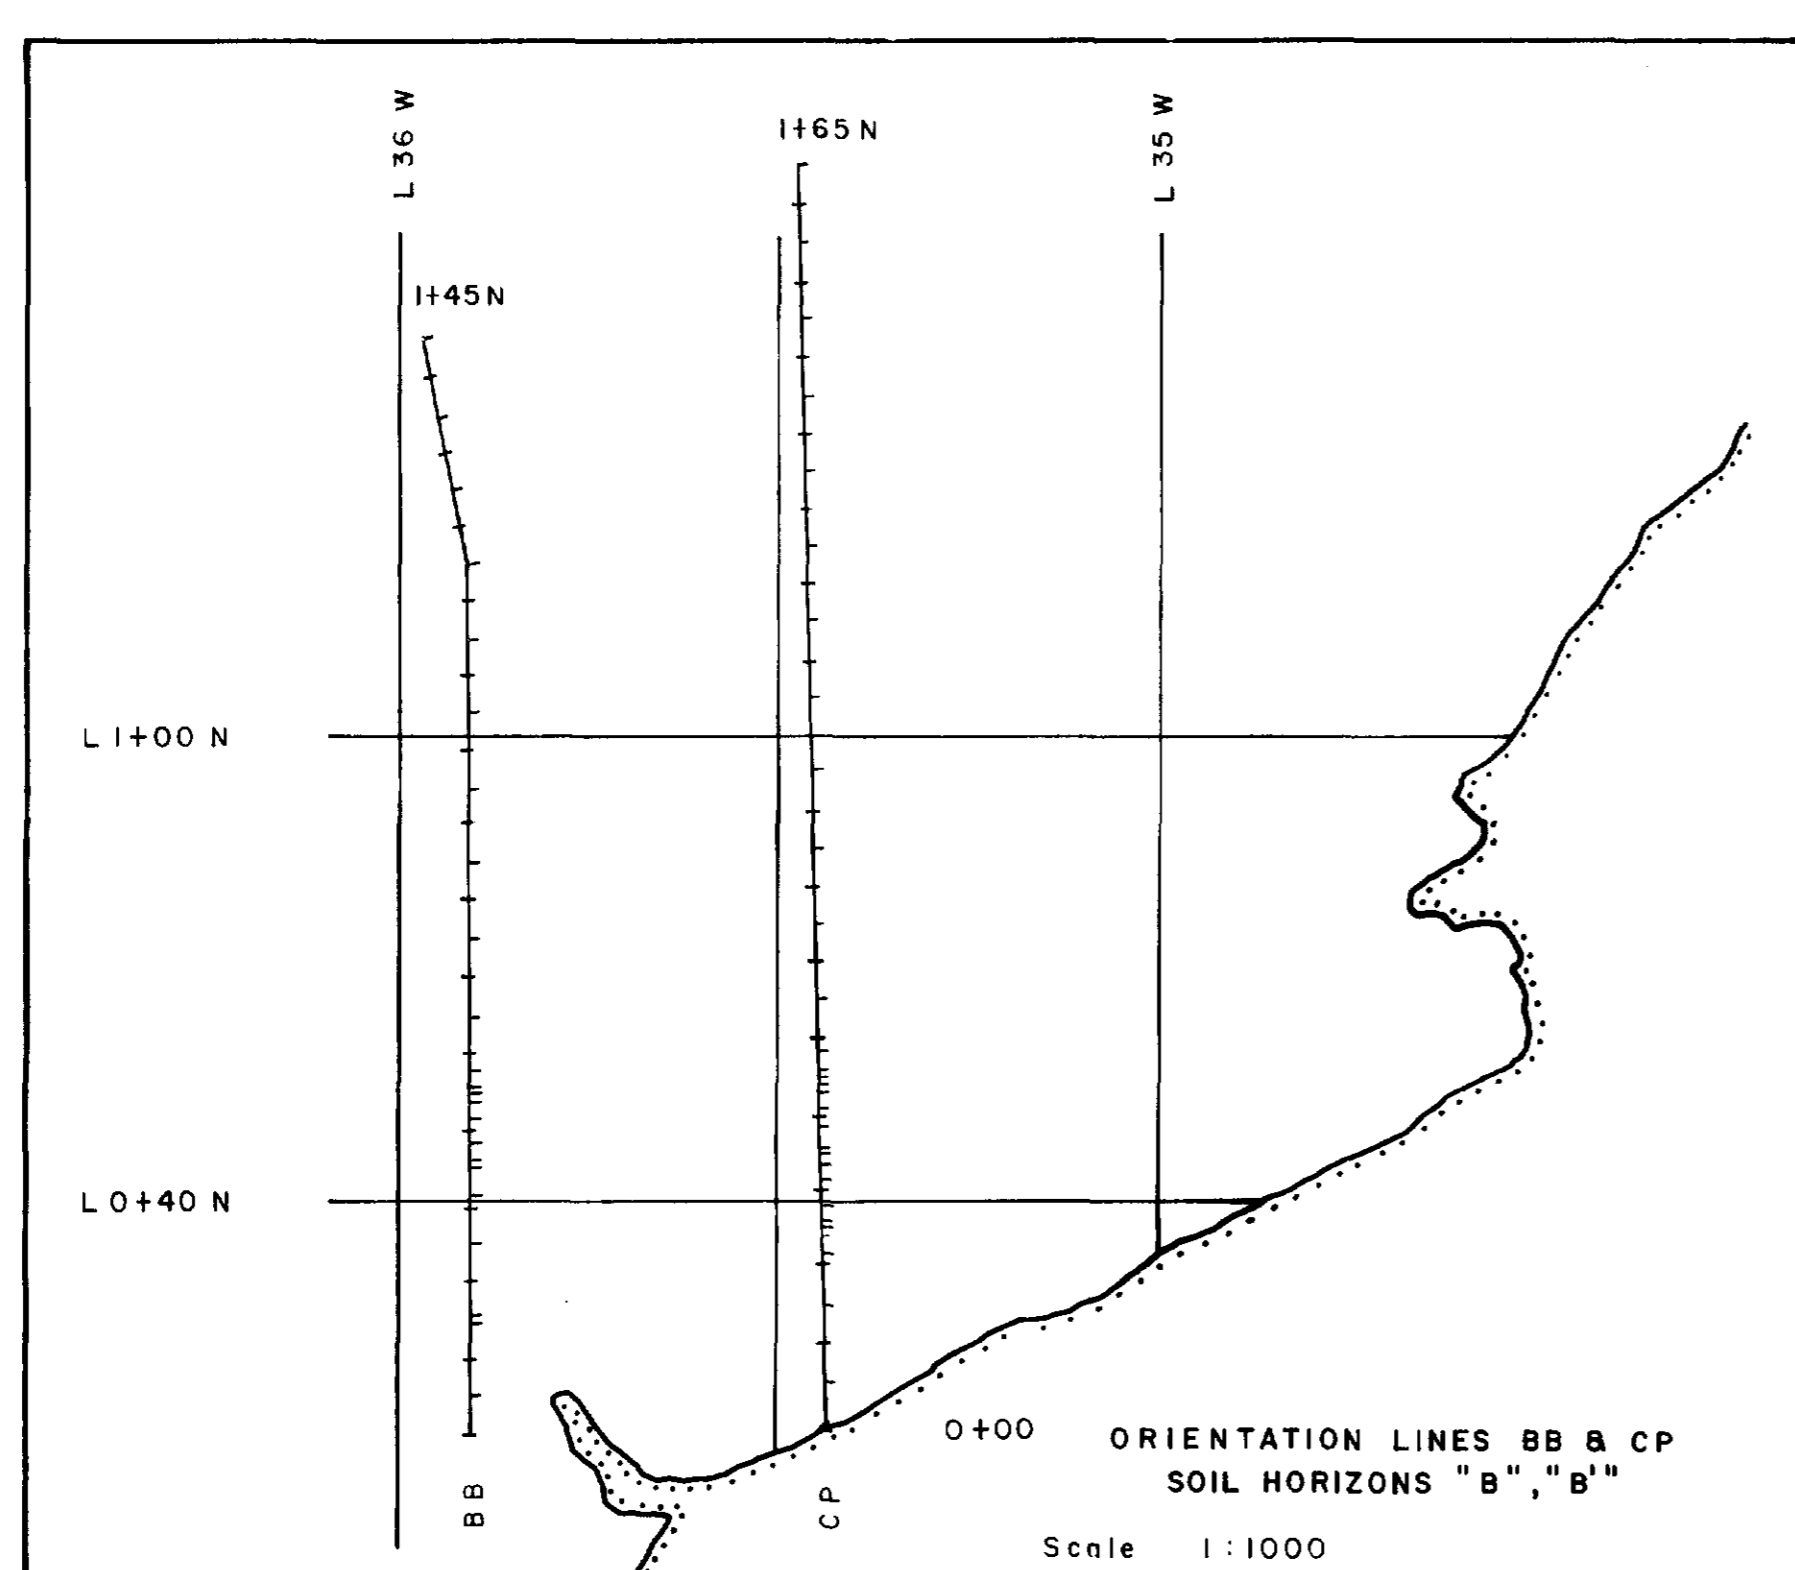 L 36 W
1+65 N
L 35 W
1+45 N
L 1+00 N
L 0+40 N
0+00
BB
CP
ORIENTATION LINES BB & CP
SOIL HORIZONS "B", "B'"
Scale 1:1000